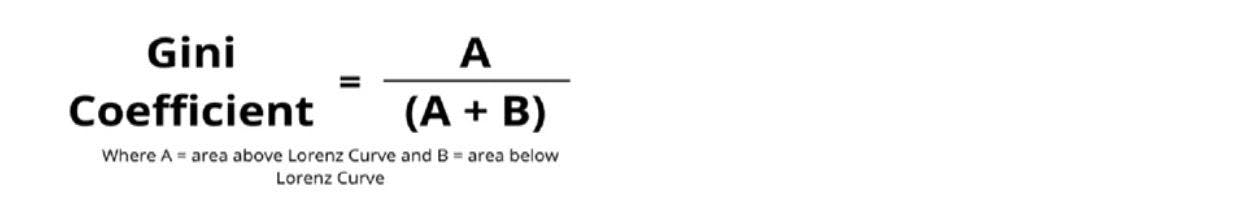 Gini
Coefficient
=
A
(A + B)
Where A = area above Lorenz Curve and B = area below
Lorenz Curve